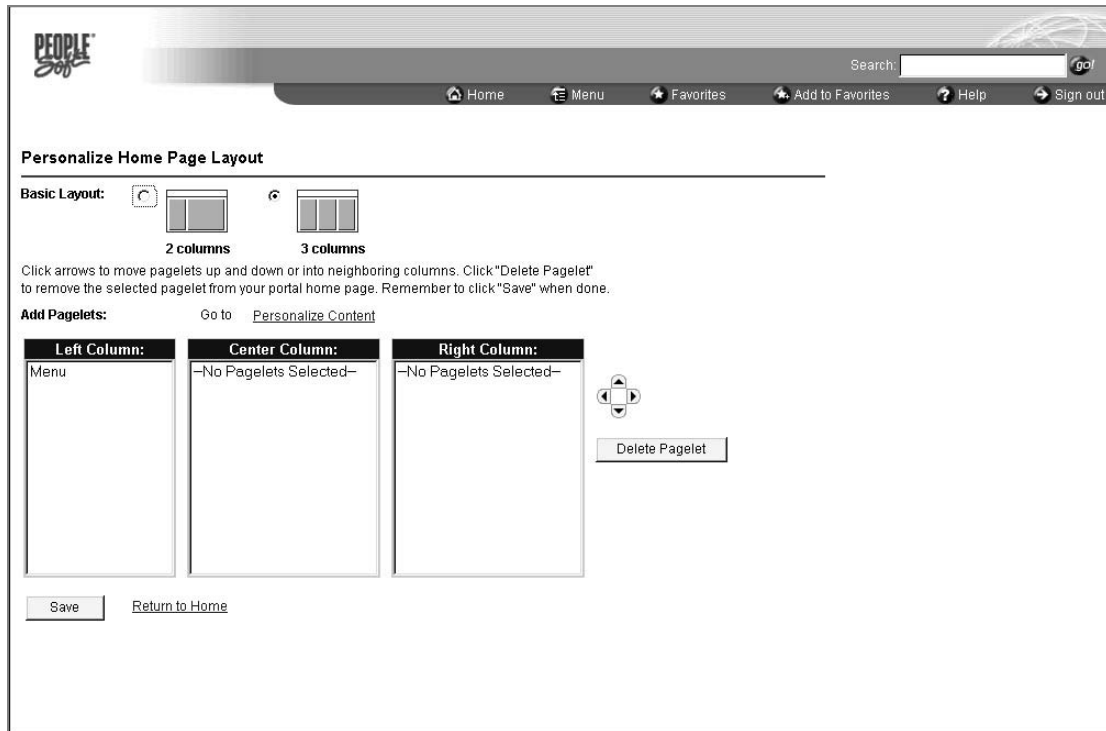 PEOPLE
Soft
Search:
go!
Home Menu Favorites Add to Favorites Help Sign out
Personalize Home Page Layout
Basic Layout:
2 columns 3 columns
Click arrows to move pagelets up and down or into neighboring columns. Click "Delete Pagelet"
to remove the selected pagelet from your portal home page. Remember to click "Save" when done.
Add Pagelets: Go to Personalize Content
Left Column: Center Column: Right Column:
Menu –No Pagelets Selected– –No Pagelets Selected–
Delete Pagelet
Save Return to Home